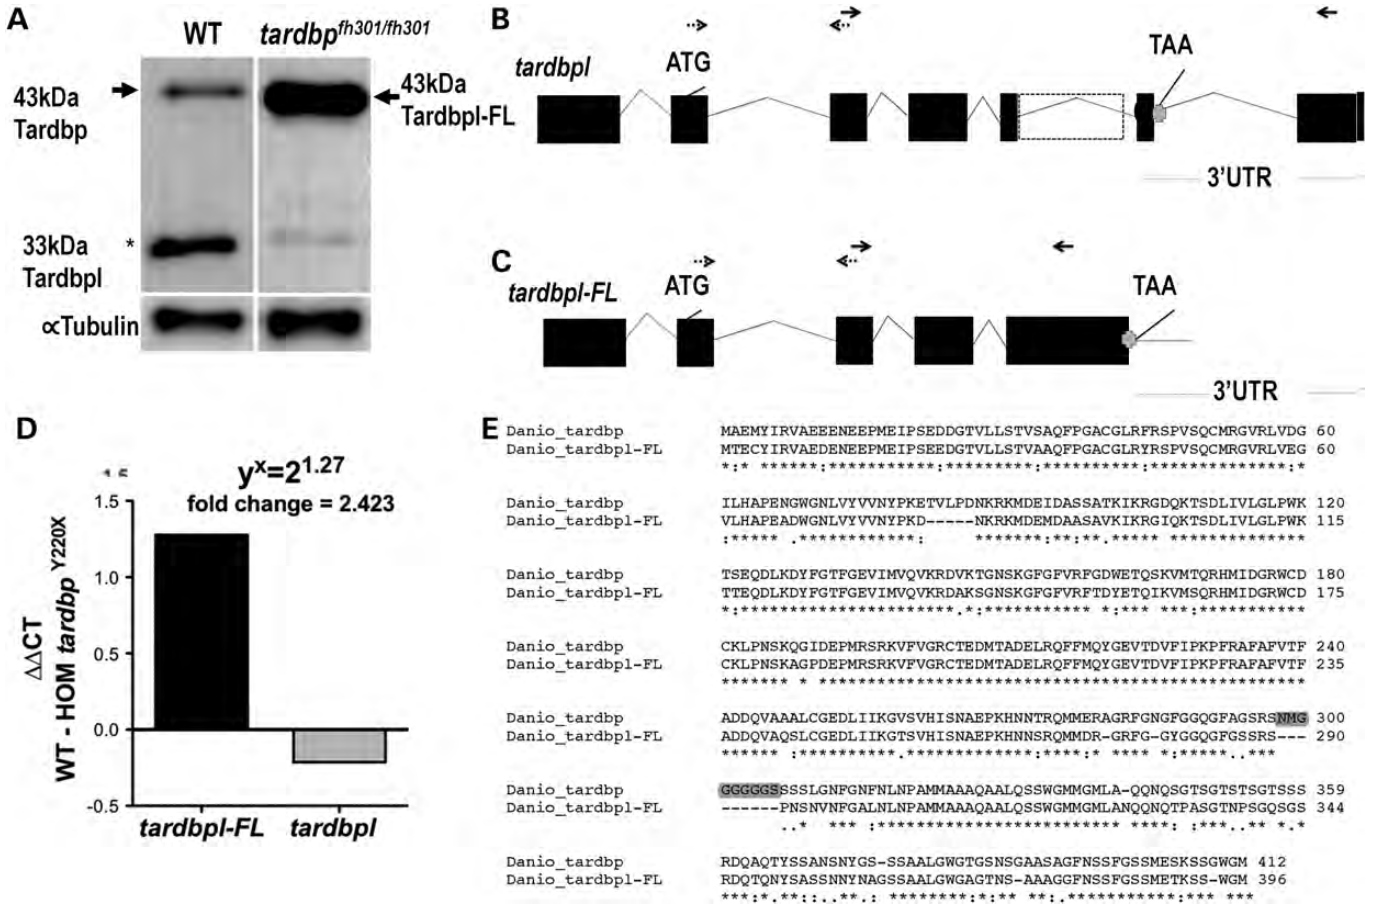 A
WT
tardbp fh301/fh301
43kDa
Tardbp
43kDa
Tardbpl-FL
33kDa
Tardbpl
*
∝Tubulin
B
tardbpl
ATG
TAA
3'UTR
C
tardbpl-FL
ATG
TAA
3'UTR
D
y^x=2^1.27
fold change = 2.423
ΔΔCT
WT - HOM tardbp Y220X
1.5
1.0
0.5
0.0
-0.5
tardbpl-FL
tardbpl
E
Danio_tardbp MAEMYIRVAEEENEEPMEIPSEDDGTVLLSTVSAQFPGACGLRFRSPVSQCMRGVRLVDG 60
Danio_tardbpl-FL MTECYIRVAEDENEEPMEIPSEEDGTVLLSTVAAQFPGACGLRYRSPVSQCMRGVRLVEG 60
*:* ******:***********:*********:**********:**************:*
Danio_tardbp ILHAPENGWGNLVYVVNYPKETVLPDNKRKMDEIDASSATKIKRGDQKTSDLIVLGLPWK 120
Danio_tardbpl-FL VLHAPEADWGNLVYVVNYPKD-----NKRKMDEMDAASAVKIKRGIQKTSDLIVLGLPWK 115
:***** .************:     *******:**:**.***** **************
Danio_tardbp TSEQDLKDYFGTFGEVIMVQVKRDVKTGNSKGFGFVRFGDWETQSKVMTQRHMIDGRWCD 180
Danio_tardbpl-FL TTEQDLKDYFGTFGEVIMVQVKRDAKSGNSKGFGFVRFTDYETQIKVMSQRHMIDGRWCD 175
*:**********************.*:*********** *:*** ***:***********
Danio_tardbp CKLPNSKQGIDEPMRSRKVFVGRCTEDMTADELRQFFMQYGEVTDVFIPKPFRAFAFVTF 240
Danio_tardbpl-FL CKLPNSKAGPDEPMRSRKVFVGRCTEDMTADELRQFFMQYGEVTDVFIPKPFRAFAFVTF 235
******* * **************************************************
Danio_tardbp ADDQVAAALCGEDLIIKGVSVHISNAEPKHNNTRQMMERAGRFGNGFGGQGFAGSRSNMG 300
Danio_tardbpl-FL ADDQVAQSLCGEDLIIKGTSVHISNAEPKHNNSRQMMDR-GRFG-GYGGQGFGSSRS--- 290
****** :**********.*************:****:* **** *:*****..***
Danio_tardbp GGGGGSSSSLGNFGNFNLNPAMMAAAQAALQSSWGMMGMLA-QQNQSGTSGTSTSGTSSS 359
Danio_tardbpl-FL ------PNSNVNFGALNLNPAMMAAAQAALQSSWGMMGMLANQQNQTPASGTNPSGQSGS 344
..* *** :************************* ****: :***..** *.*
Danio_tardbp RDQAQTYSSANSNYGS-SSAALGWGTGSNSGAASAGFNSSFGSSMESKSSGWGM 412
Danio_tardbpl-FL RDQTQNYSASSNNYNAGSSAALGWGAGTNS-AAAGGFNSSFGSSMETKSS-WGM 396
***:*.**::..**.: ********:*:** **:.***********:*** ***